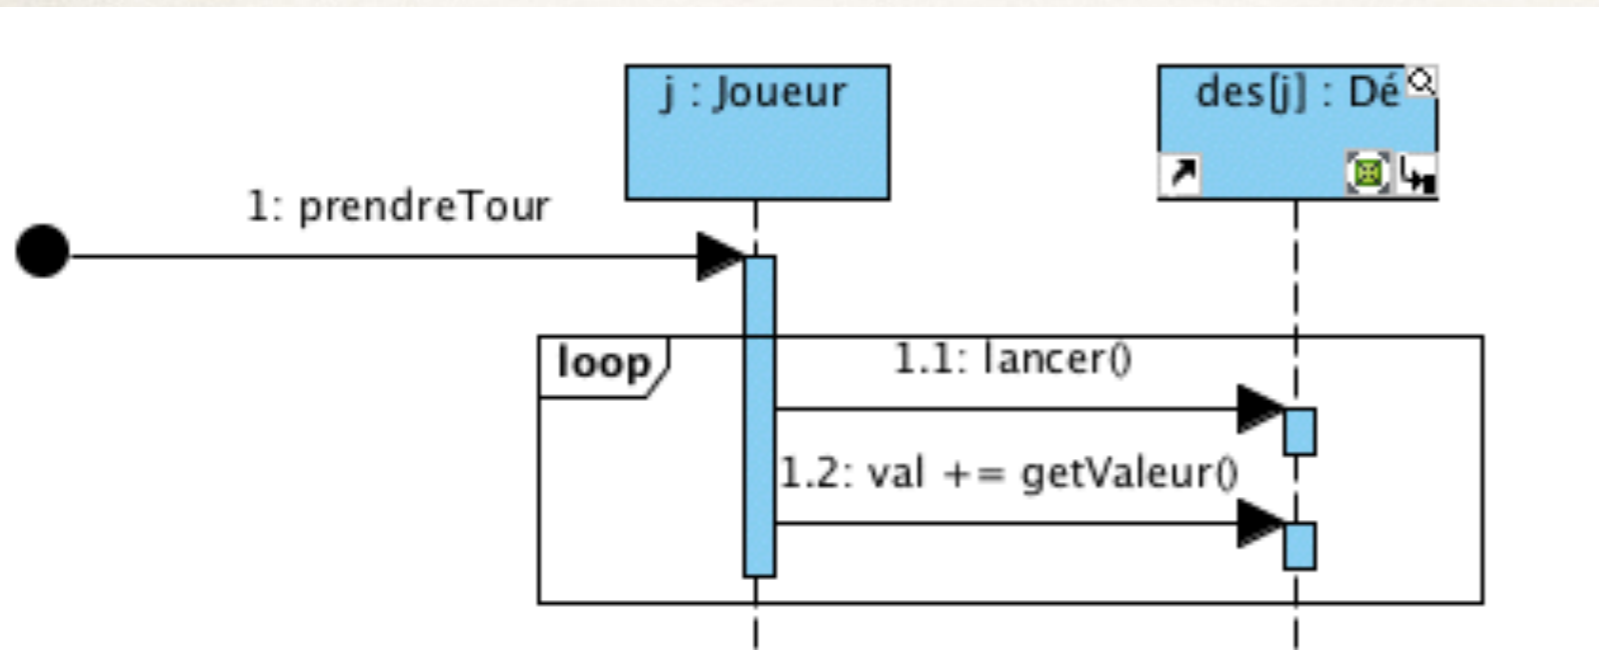 j : Joueur
des[j] : Dé
1: prendreTour
loop
1.1: lancer()
1.2: val += getValeur()